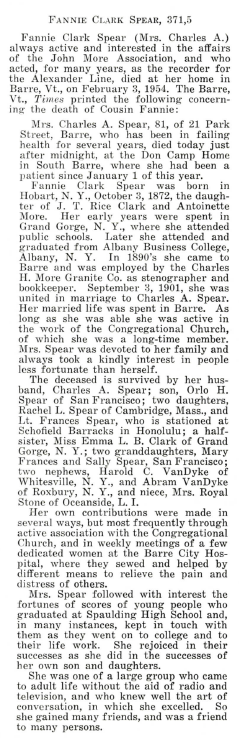 FANNIE CLARK SPEAR, 371,5
Fannie Clark Spear (Mrs. Charles A.)
always active and interested in the affairs
of the John More Association, and who
acted, for many years, as the recorder for
the Alexander Line, died at her home in
Barre, Vt., on February 3, 1954. The Barre,
Vt., Times printed the following concern-
ing the death of Cousin Fannie:
Mrs. Charles A. Spear, 81, of 21 Park
Street, Barre, who has been in failing
health for several years, died today just
after midnight, at the Don Camp Home
in South Barre, where she had been a
patient since January 1 of this year.
Fannie Clark Spear was born in
Hobart, N. Y., October 3, 1872, the daugh-
ter of J. T. Rice Clark and Antoinette
More. Her early years were spent in
Grand Gorge, N. Y., where she attended
public schools. Later she attended and
graduated from Albany Business College,
Albany, N. Y. In 1890's she came to
Barre and was employed by the Charles
H. More Granite Co. as stenographer and
bookkeeper. September 3, 1901, she was
united in marriage to Charles A. Spear.
Her married life was spent in Barre. As
long as she was able she was active in
the work of the Congregational Church,
of which she was a long-time member.
Mrs. Spear was devoted to her family and
always took a kindly interest in people
less fortunate than herself.
The deceased is survived by her hus-
band, Charles A. Spear; son, Orlo H.
Spear of San Francisco; two daughters,
Rachel L. Spear of Cambridge, Mass., and
Lt. Frances Spear, who is stationed at
Schofield Barracks in Honolulu; a half-
sister, Miss Emma L. B. Clark of Grand
Gorge, N. Y.; two granddaughters, Mary
Frances and Sally Spear, San Francisco;
two nephews, Harold C. VanDyke of
Whitesville, N. Y., and Abram VanDyke
of Roxbury, N. Y., and niece, Mrs. Royal
Stone of Oceanside, L. I.
Her own contributions were made in
several ways, but most frequently through
active association with the Congregational
Church, and in weekly meetings of a few
dedicated women at the Barre City Hos-
pital, where they sewed and helped by
different means to relieve the pain and
distress of others.
Mrs. Spear followed with interest the
fortunes of scores of young people who
graduated at Spaulding High School and,
in many instances, kept in touch with
them as they went on to college and to
their life work. She rejoiced in their
successes as she did in the successes of
her own son and daughters.
She was one of a large group who came
to adult life without the aid of radio and
television, and who knew well the art of
conversation, in which she excelled. So
she gained many friends, and was a friend
to many persons.